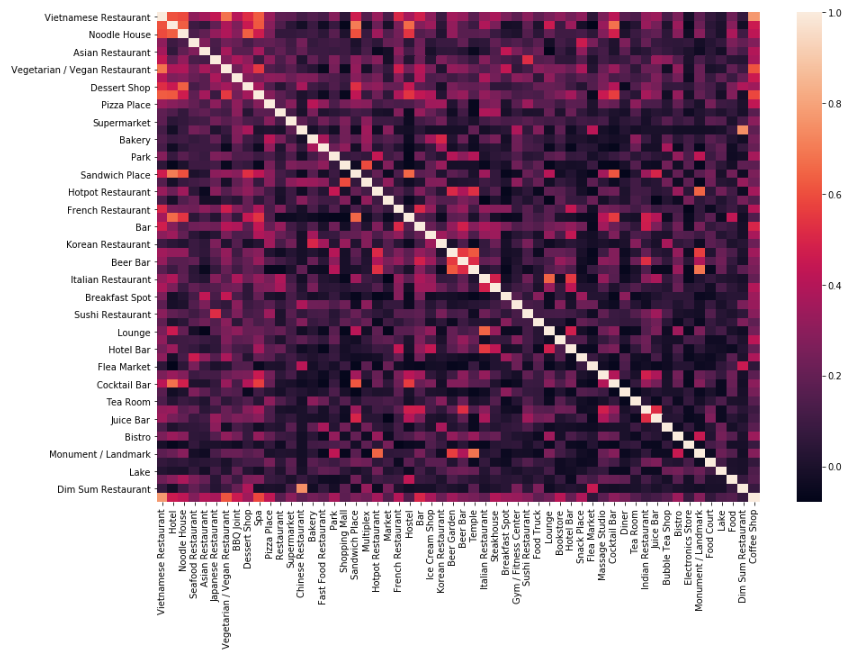 Vietnamese Restaurant
Noodle House
Asian Restaurant
Vegetarian / Vegan Restaurant
Dessert Shop
Pizza Place
Supermarket
Bakery
Park
Sandwich Place
Hotpot Restaurant
French Restaurant
Bar
Korean Restaurant
Beer Bar
Italian Restaurant
Breakfast Spot
Sushi Restaurant
Lounge
Hotel Bar
Flea Market
Cocktail Bar
Tea Room
Juice Bar
Bistro
Monument / Landmark
Lake
Dim Sum Restaurant
1.0
0.8
0.6
0.4
0.2
0.0
Vietnamese Restaurant
Hotel
Noodle House
Seafood Restaurant
Asian Restaurant
Japanese Restaurant
Vegetarian / Vegan Restaurant
BBQ Joint
Dessert Shop
Spa
Pizza Place
Restaurant
Supermarket
Chinese Restaurant
Bakery
Fast Food Restaurant
Park
Shopping Mall
Sandwich Place
Multiplex
Hotpot Restaurant
Market
French Restaurant
Hostel
Bar
Ice Cream Shop
Korean Restaurant
Beer Garden
Beer Bar
Temple
Italian Restaurant
Steakhouse
Breakfast Spot
Gym / Fitness Center
Sushi Restaurant
Food Truck
Lounge
Bookstore
Hotel Bar
Snack Place
Flea Market
Massage Studio
Cocktail Bar
Diner
Tea Room
Indian Restaurant
Juice Bar
Bubble Tea Shop
Bistro
Electronics Store
Monument / Landmark
Food Court
Lake
Food
Dim Sum Restaurant
Coffee Shop